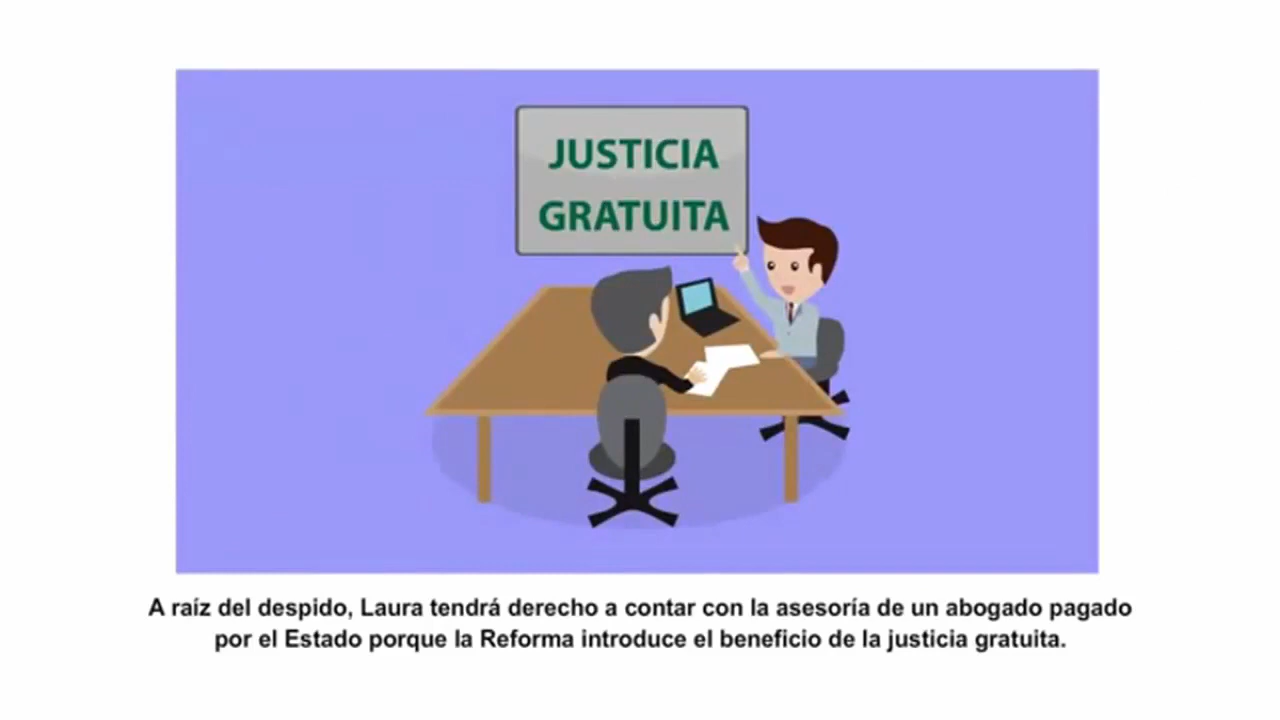 JUSTICIA
GRATUITA
A raíz del despido, Laura tendrá derecho a contar con la asesoría de un abogado pagado
por el Estado porque la Reforma introduce el beneficio de la justicia gratuita.